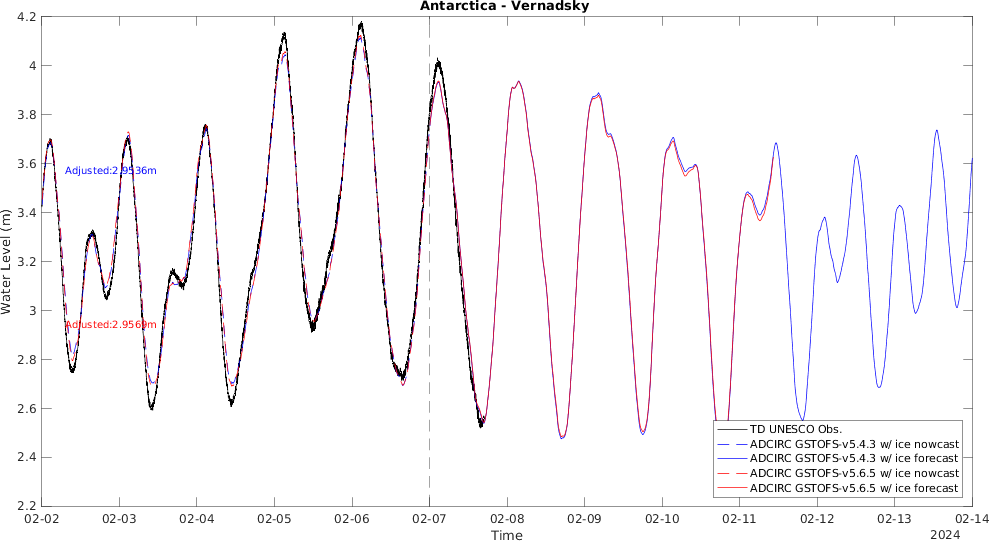 Antarctica - Vernadsky
4.2
4
3.8
3.6
3.4
3.2
3
2.8
2.6
2.4
2.2
Water Level (m)
Adjusted:2.9536m
Adjusted:2.9569m
TD UNESCO Obs.
ADCIRC GSTOFS-v5.4.3 w/ ice nowcast
ADCIRC GSTOFS-v5.4.3 w/ ice forecast
ADCIRC GSTOFS-v5.6.5 w/ ice nowcast
ADCIRC GSTOFS-v5.6.5 w/ ice forecast
02-02 02-03 02-04 02-05 02-06 02-07 02-08 02-09 02-10 02-11 02-12 02-13 02-14
Time
2024